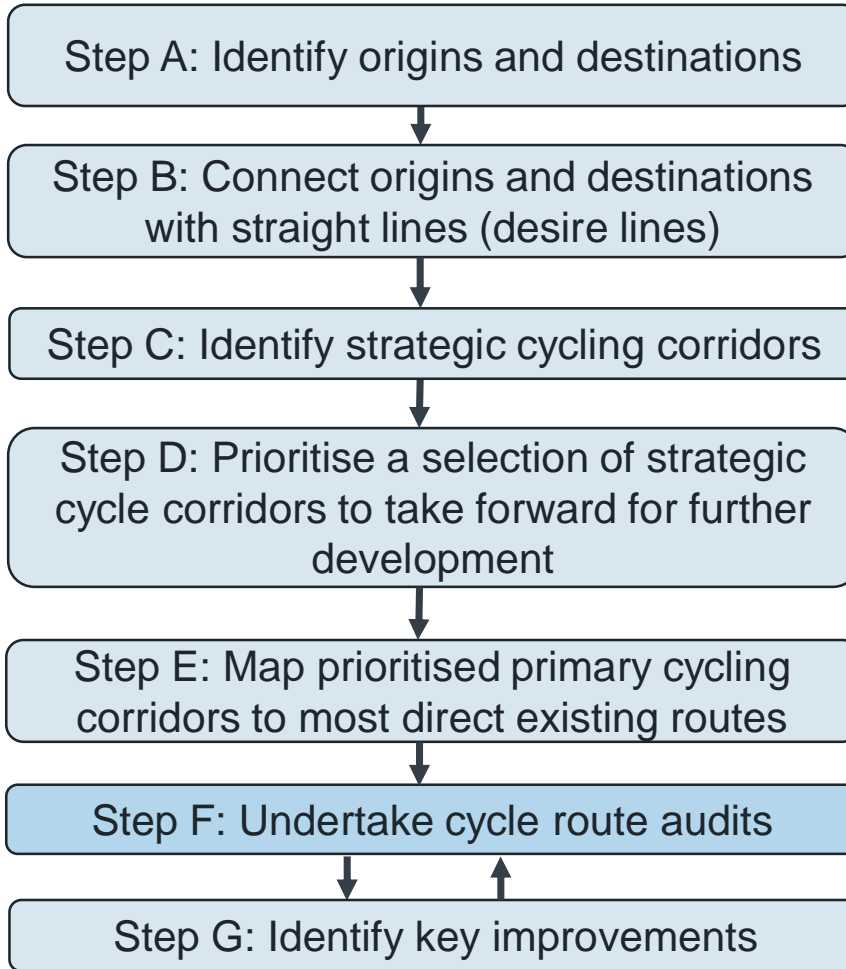 Step A: Identify origins and destinations
Step B: Connect origins and destinations
with straight lines (desire lines)
Step C: Identify strategic cycling corridors
Step D: Prioritise a selection of strategic
cycle corridors to take forward for further
development
Step E: Map prioritised primary cycling
corridors to most direct existing routes
Step F: Undertake cycle route audits
Step G: Identify key improvements